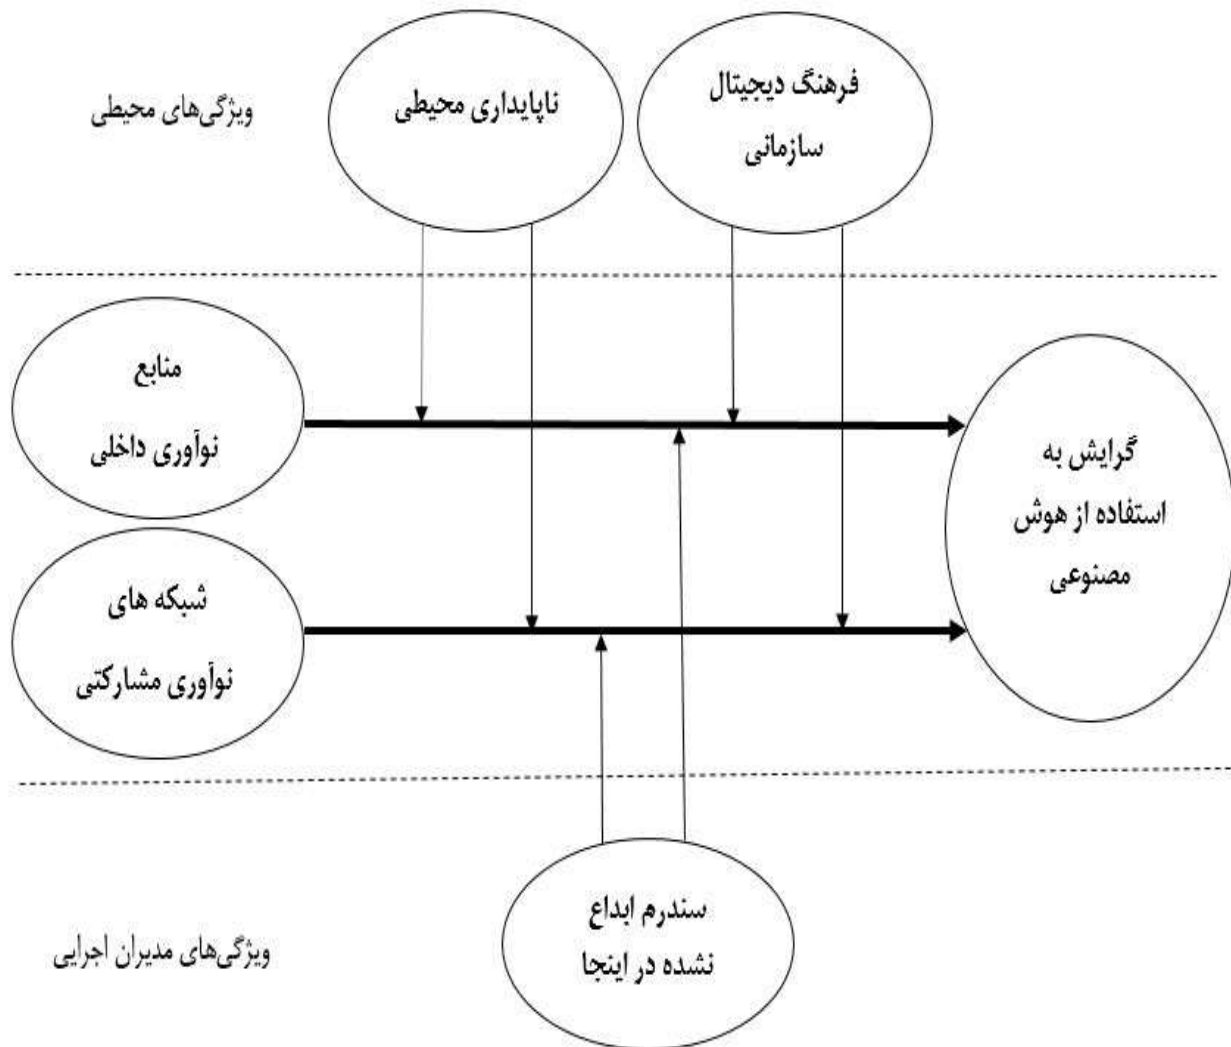 فرهنگ دیجیتال
سازمانی
ناپایداری محیطی
ویژگی‌های محیطی
منابع
نوآوری داخلی
گرایش به
استفاده از هوش
مصنوعی
شبکه های
نوآوری مشارکتی
سندرم ابداع
نشده در اینجا
ویژگی‌های مدیران اجرایی